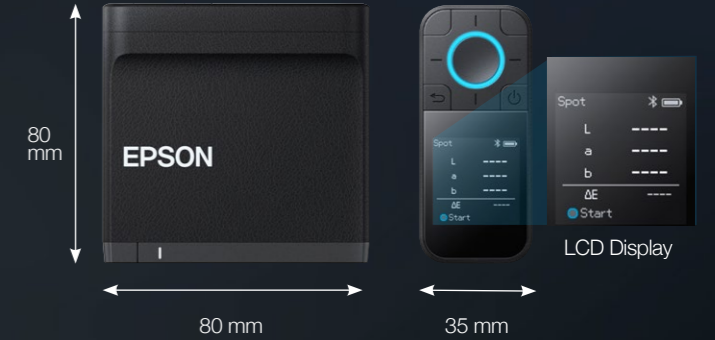 80
mm
EPSON
80 mm
Spot
L ----
a ----
b ----
ΔE ----
Start
35 mm
Spot
L ----
a ----
b ----
ΔE ----
Start
LCD Display